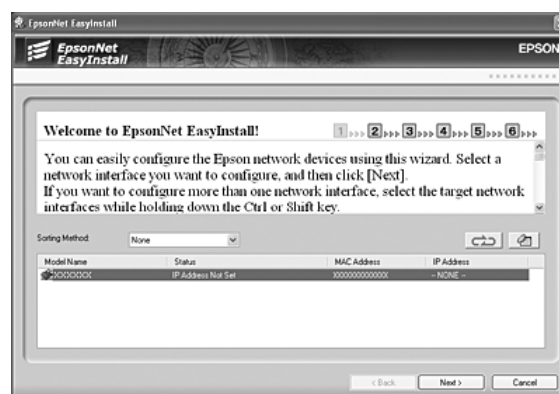 EpsonNet EasyInstall
EpsonNet
EasyInstall
EPSON
Welcome to EpsonNet EasyInstall!
1 >>> 2 >>> 3 >>> 4 >>> 5 >>> 6 >>>
You can easily configure the Epson network devices using this wizard. Select a
network interface you want to configure, and then click [Next].
If you want to configure more than one network interface, select the target network
interfaces while holding down the Ctrl or Shift key.
Sorting Method: None
Model Name Status MAC Address IP Address
XXXXXXX IP Address Not Set XXXXXXXXXXXX -- NONE --
< Back Next > Cancel